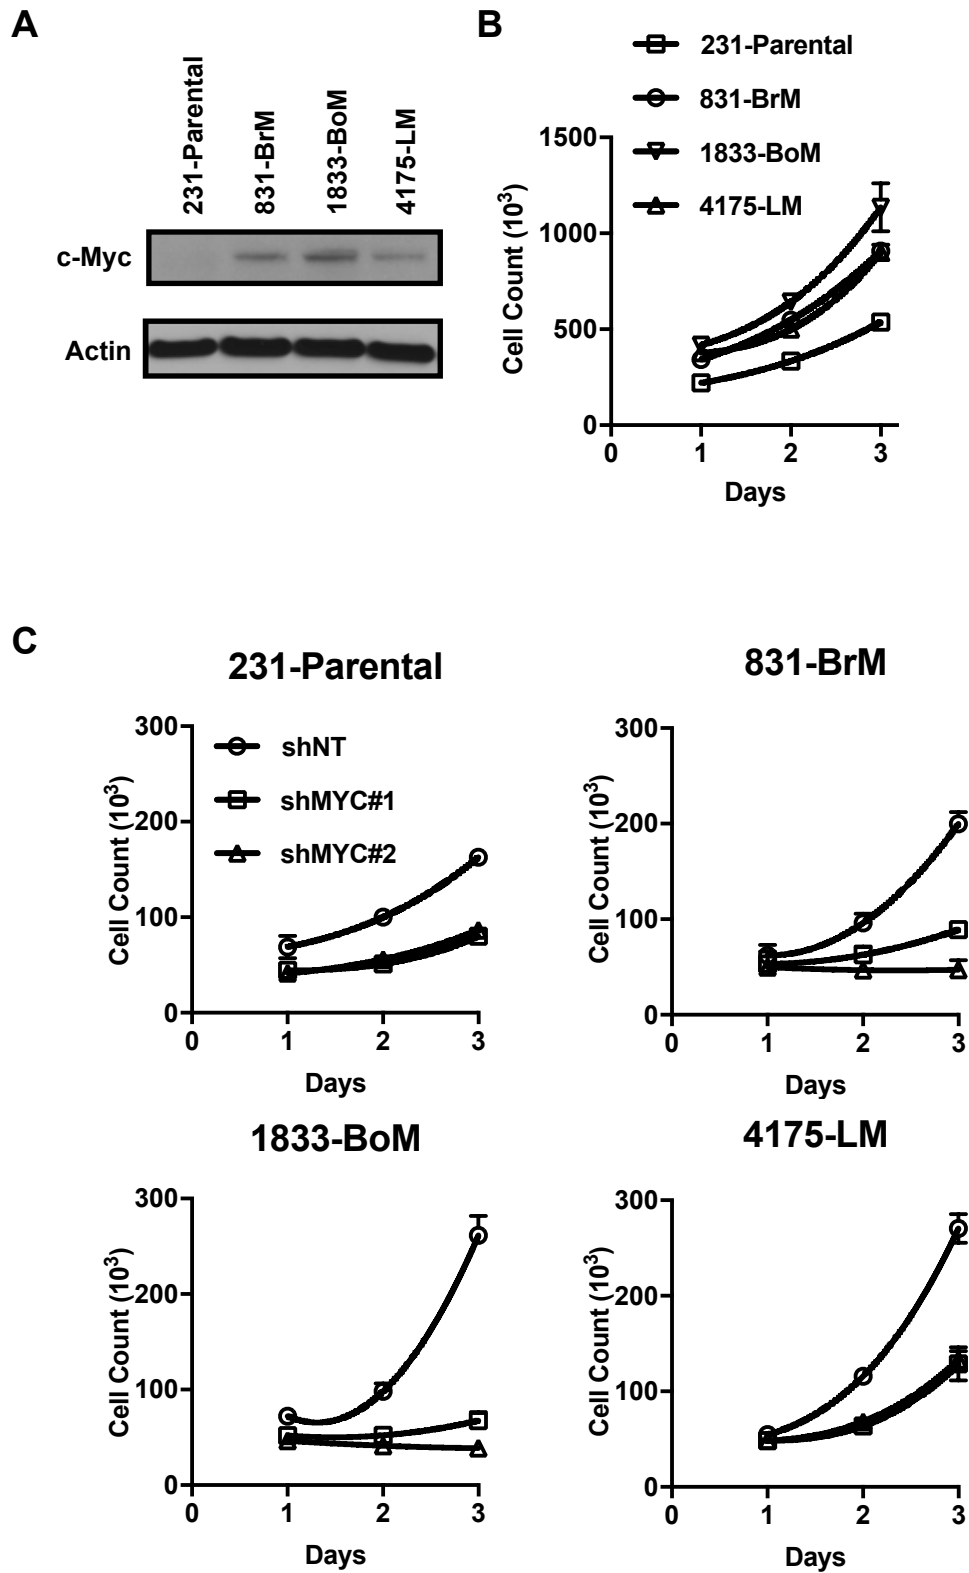 A
231-Parental
831-BrM
1833-BoM
4175-LM
c-Myc
Actin
B
231-Parental
831-BrM
1833-BoM
4175-LM
Cell Count (10³)
1500
1000
500
0
0 1 2 3
Days
C
231-Parental
shNT
shMYC#1
shMYC#2
Cell Count (10³)
300
200
100
0
0 1 2 3
Days
831-BrM
Cell Count (10³)
300
200
100
0
0 1 2 3
Days
1833-BoM
Cell Count (10³)
300
200
100
0
0 1 2 3
Days
4175-LM
Cell Count (10³)
300
200
100
0
0 1 2 3
Days